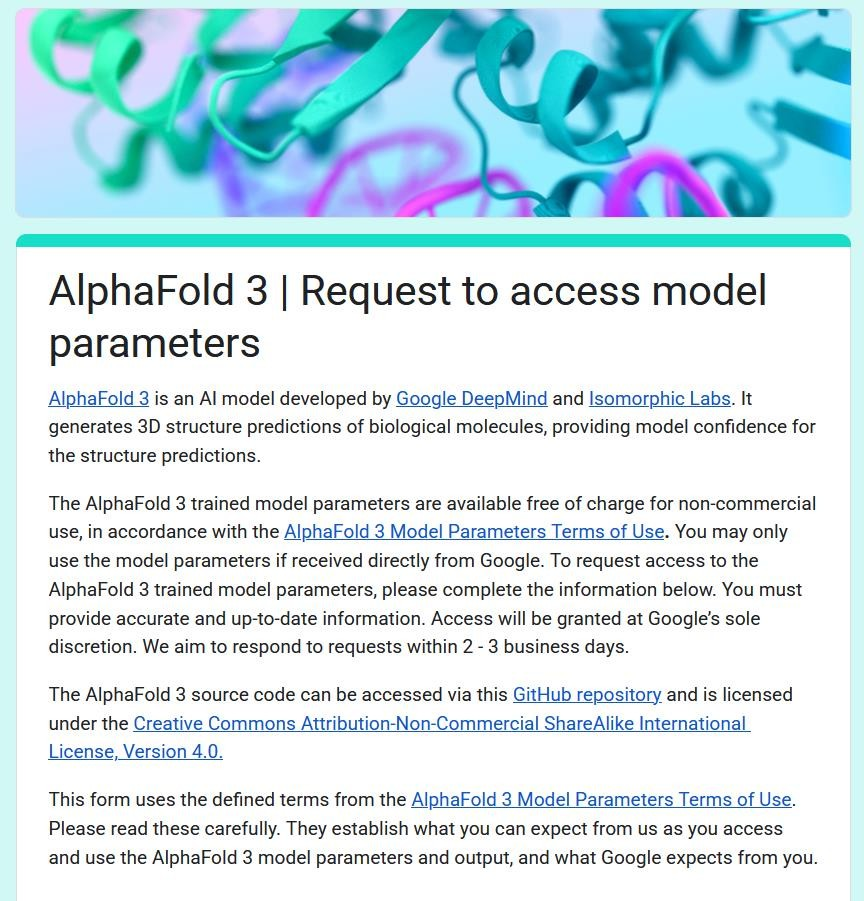 AlphaFold 3 | Request to access model
parameters
AlphaFold 3 is an AI model developed by Google DeepMind and Isomorphic Labs. It
generates 3D structure predictions of biological molecules, providing model confidence for
the structure predictions.
The AlphaFold 3 trained model parameters are available free of charge for non-commercial
use, in accordance with the AlphaFold 3 Model Parameters Terms of Use. You may only
use the model parameters if received directly from Google. To request access to the
AlphaFold 3 trained model parameters, please complete the information below. You must
provide accurate and up-to-date information. Access will be granted at Google’s sole
discretion. We aim to respond to requests within 2 - 3 business days.
The AlphaFold 3 source code can be accessed via this GitHub repository and is licensed
under the Creative Commons Attribution-Non-Commercial ShareAlike International
License, Version 4.0.
This form uses the defined terms from the AlphaFold 3 Model Parameters Terms of Use.
Please read these carefully. They establish what you can expect from us as you access
and use the AlphaFold 3 model parameters and output, and what Google expects from you.